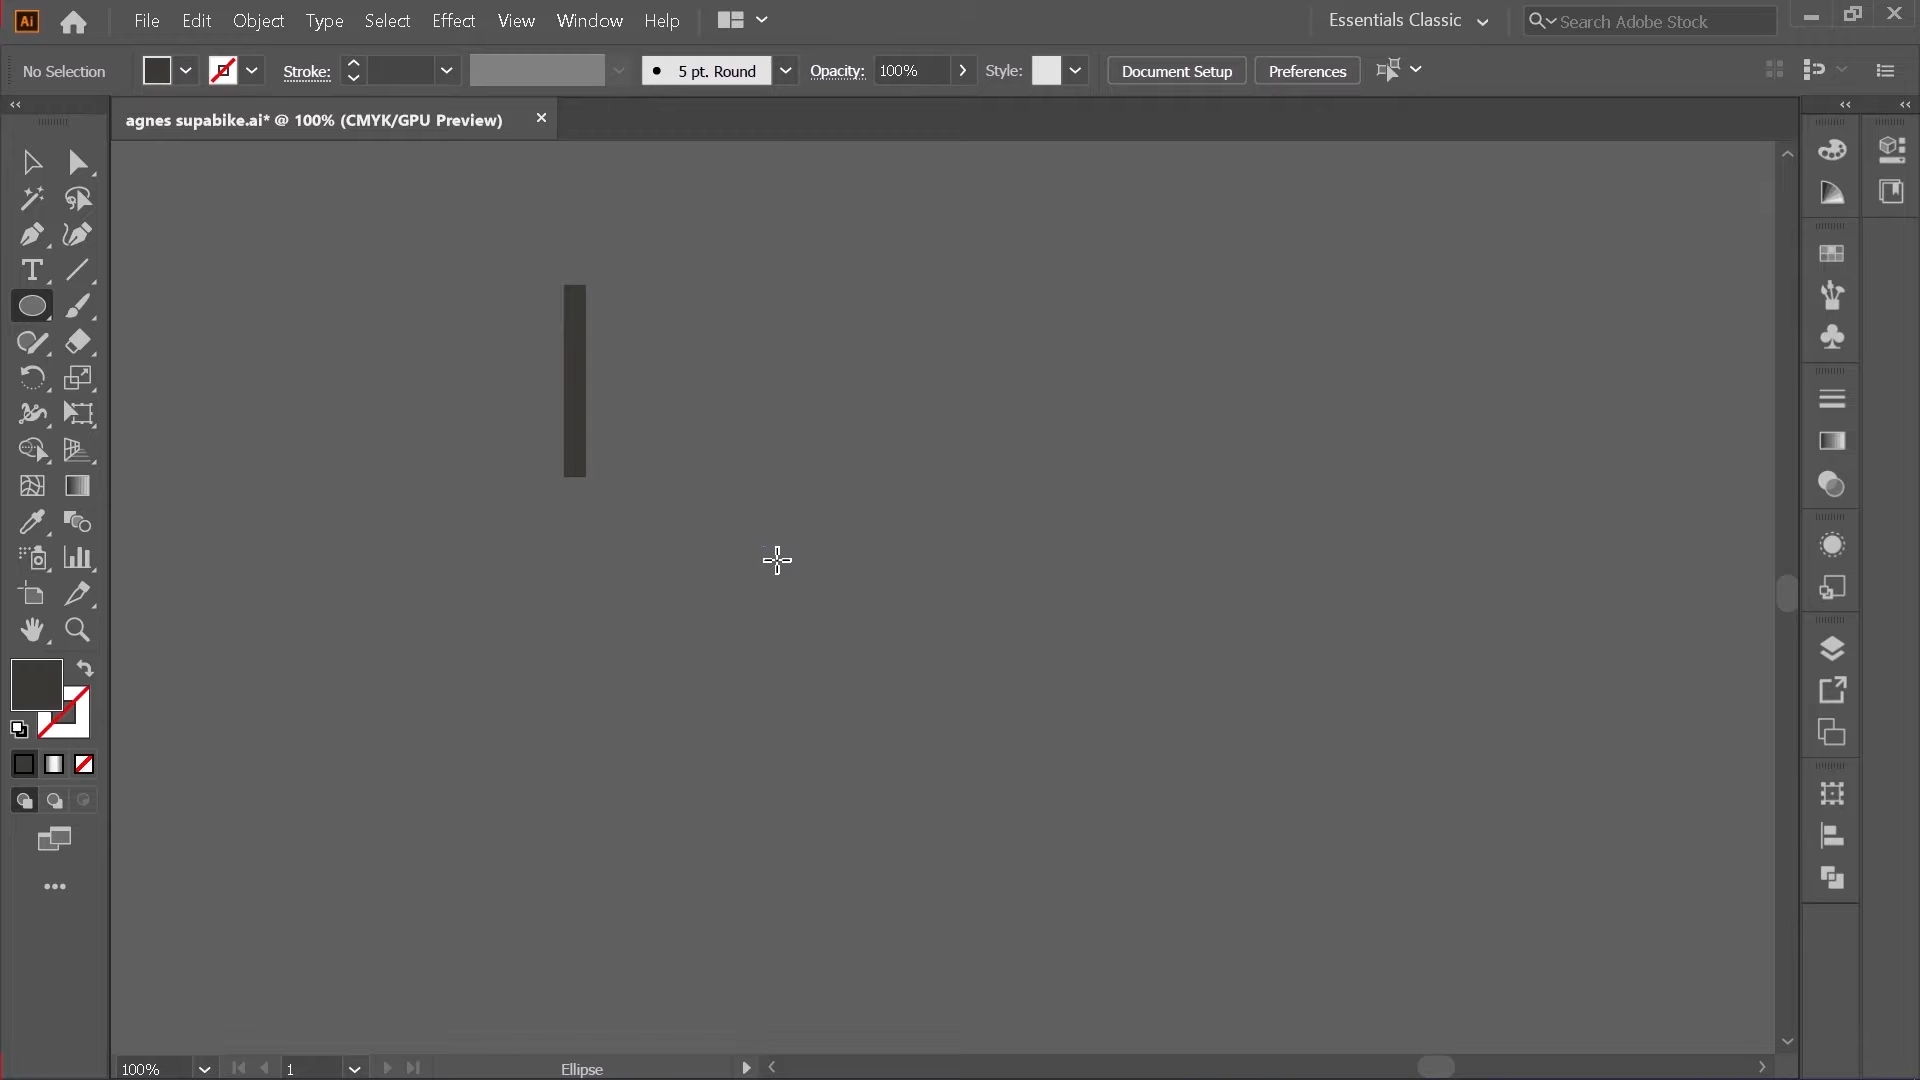 Ai File Edit Object Type Select Effect View Window Help Essentials Classic Search Adobe Stock
No Selection Stroke: 5 pt. Round Opacity: 100% Style: Document Setup Preferences
agnes supabike.ai* @ 100% (CMYK/GPU Preview)
100% 1 Ellipse